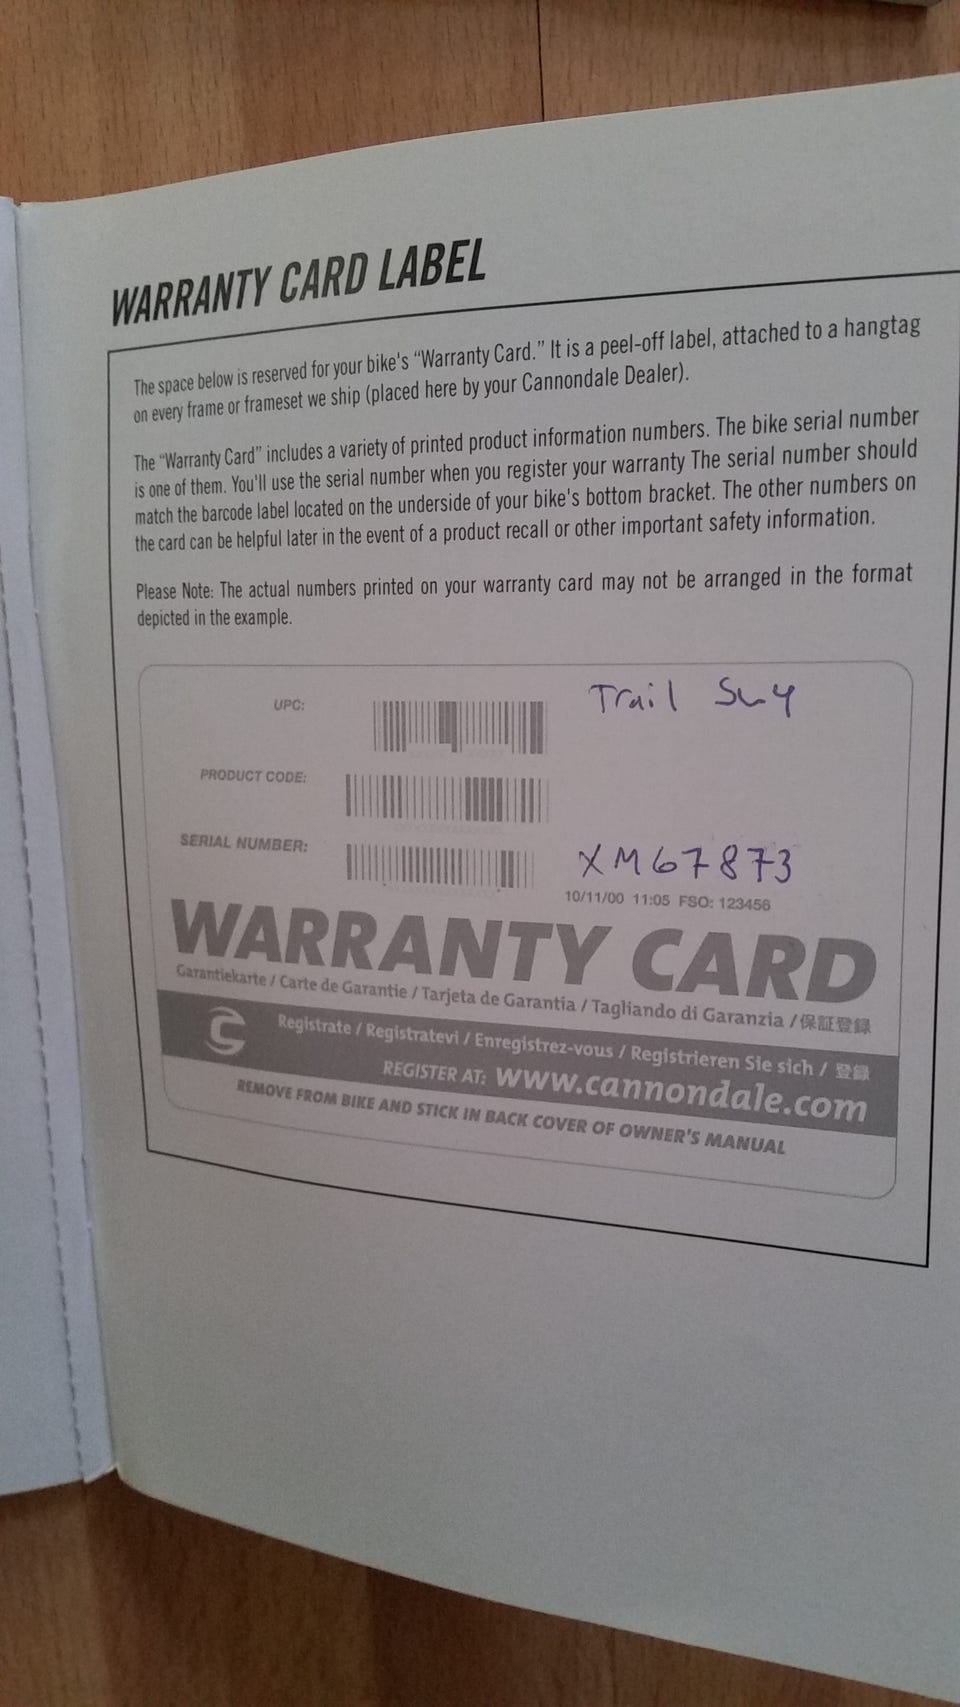 WARRANTY CARD LABEL
The space below is reserved for your bike's “Warranty Card.” It is a peel-off label, attached to a hangtag
on every frame or frameset we ship (placed here by your Cannondale Dealer).
The “Warranty Card” includes a variety of printed product information numbers. The bike serial number
is one of them. You'll use the serial number when you register your warranty The serial number should
match the barcode label located on the underside of your bike's bottom bracket. The other numbers on
the card can be helpful later in the event of a product recall or other important safety information.
Please Note: The actual numbers printed on your warranty card may not be arranged in the format
depicted in the example.
UPC:
Trail SL 4
PRODUCT CODE:
SERIAL NUMBER:
XM67873
10/11/00 11:05 FSO: 123456
WARRANTY CARD
Garantiekarte / Carte de Garantie / Tarjeta de Garantia / Tagliando di Garanzia / 保証登録
Registrate / Registratevi / Enregistrez-vous / Registrieren Sie sich / 登録
REGISTER AT: www.cannondale.com
REMOVE FROM BIKE AND STICK IN BACK COVER OF OWNER'S MANUAL